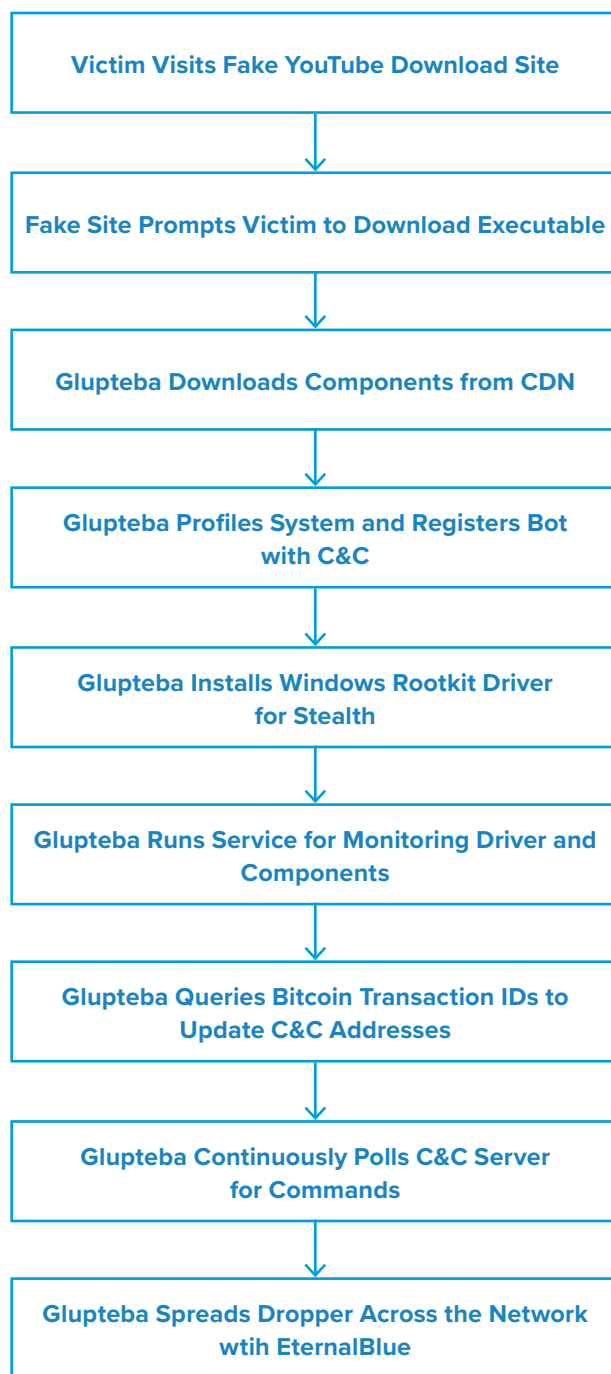 Victim Visits Fake YouTube Download Site
Fake Site Prompts Victim to Download Executable
Glupteba Downloads Components from CDN
Glupteba Profiles System and Registers Bot
with C&C
Glupteba Installs Windows Rootkit Driver
for Stealth
Glupteba Runs Service for Monitoring Driver and
Components
Glupteba Queries Bitcoin Transaction IDs to
Update C&C Addresses
Glupteba Continuously Polls C&C Server
for Commands
Glupteba Spreads Dropper Across the Network
wtih EternalBlue